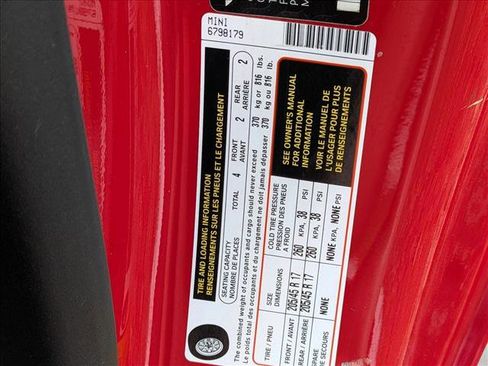 MINI
6798179
TIRE AND LOADING INFORMATION
RENSEIGNEMENTS SUR LES PNEUS ET LE CHARGEMENT
SEATING CAPACITY TOTAL 4 FRONT 2 REAR 2
NOMBRE DE PLACES AVANT ARRIÈRE
The combined weight of occupants and cargo should never exceed 370 kg or 816 lbs.
Le poids total des occupants et du chargement ne doit jamais dépasser 370 kg ou 816 lb.
TIRE / PNEU SIZE COLD TIRE PRESSURE
DIMENSIONS PRESSION DES PNEUS
A FROID
FRONT / AVANT 205/45 R 17 260 KPA, 38 PSI
REAR / ARRIÈRE 205/45 R 17 260 KPA, 38 PSI
SPARE NONE NONE KPA, NONE PSI
DE SECOURS
SEE OWNER'S MANUAL
FOR ADDITIONAL
INFORMATION
VOIR LE MANUEL DE
L'USAGER POUR PLUS
DE RENSEIGNEMENTS